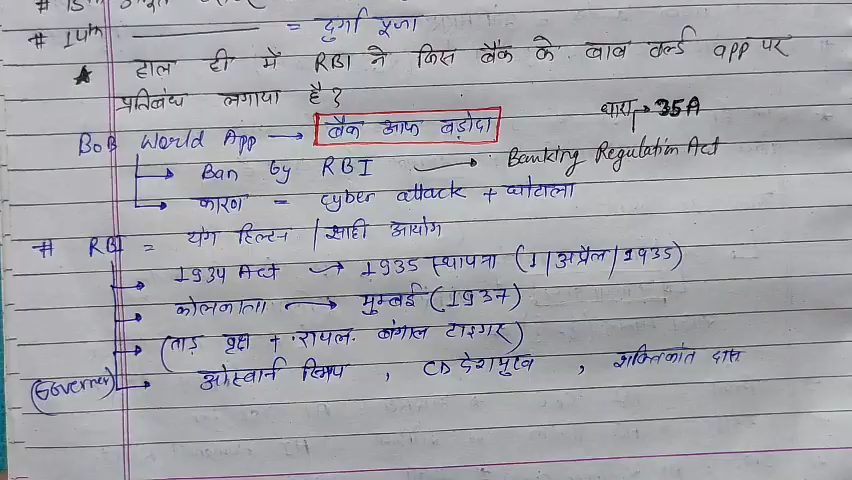 # 14th ——— = दुर्गा पूजा
★ हाल ही में RBI ने किस बैंक के बाब वर्ल्ड app पर
प्रतिबंध लगाया है?
धारा → 35A
BoB World App → बैंक आफ बड़ोदा
→ Ban by RBI → Banking Regulation Act
→ कारण - cyber attack + घोटाला
# RBI = यंग हिल्टन / शाही आयोग
→ 1934 Act → 1935 स्थापना (1/अप्रैल/1935)
→ कोलकाता → मुम्बई (1937)
→ (ताड़ वृक्ष + रायल बंगाल टाइगर)
(Governer) → ओस्बार्न स्मिथ, CD देशमुख, शक्तिकांत दास